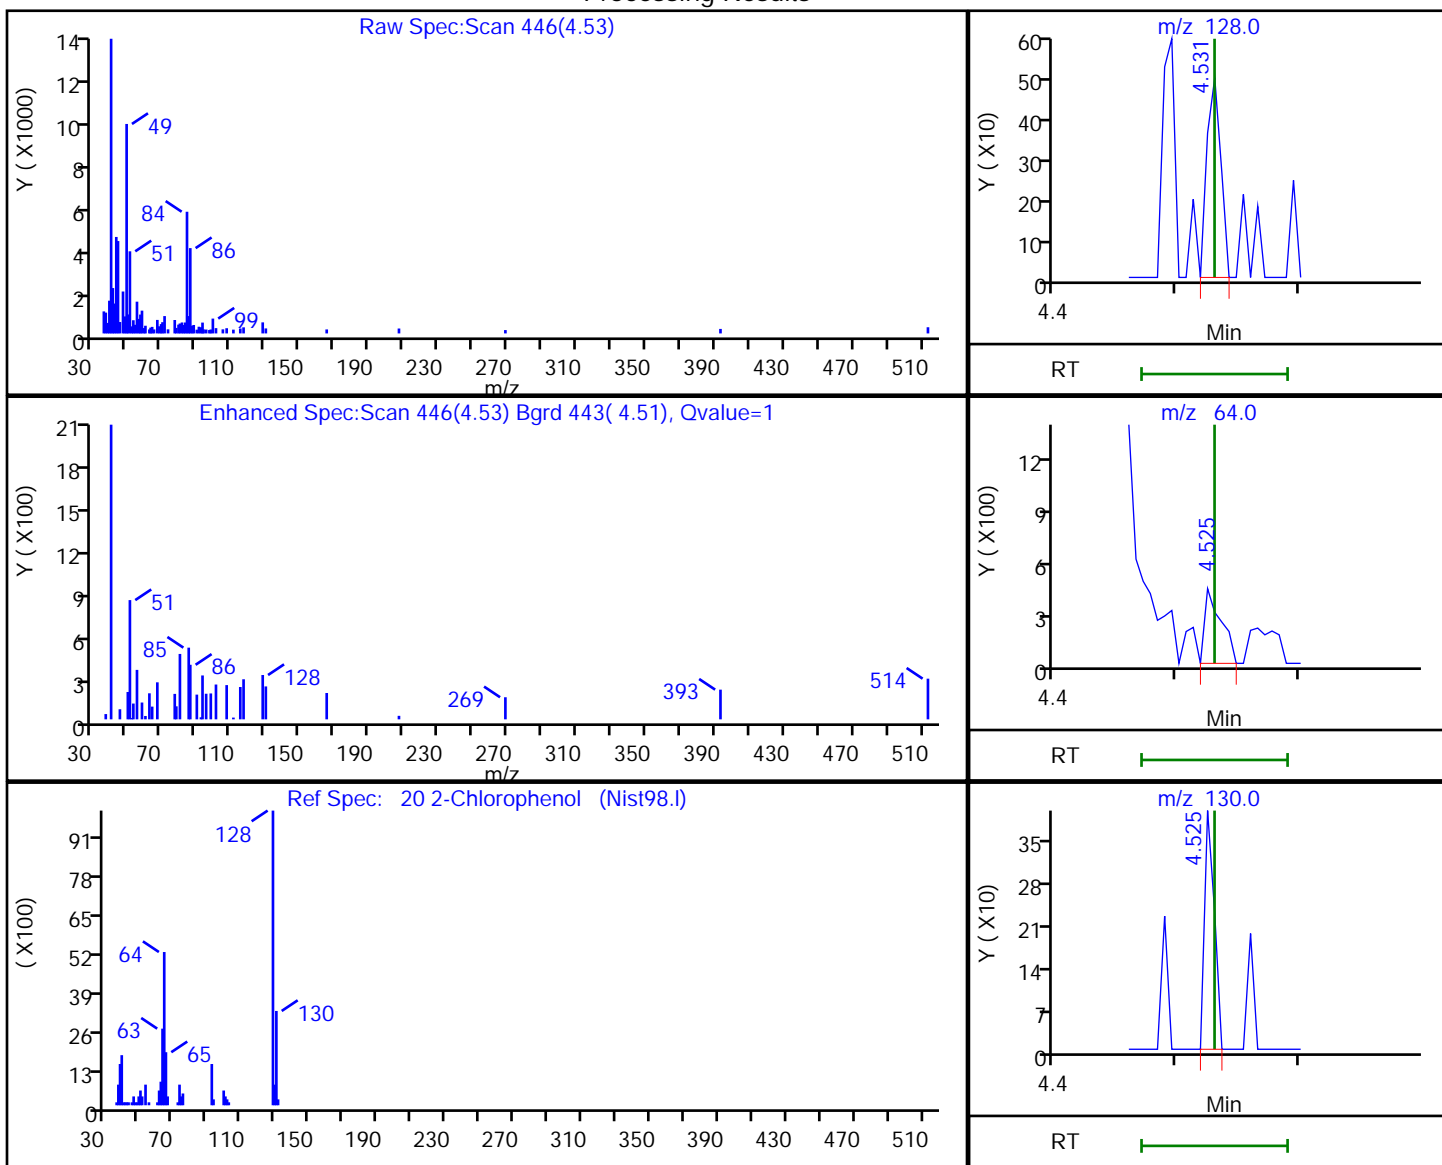 Processing Results
Raw Spec:Scan 446(4.53)
14
12
10
8
6
4
2
0
Y ( X1000)
49
84
51
86
99
30 70 110 150 190 230 270 310 350 390 430 470 510
m/z
m/z 128.0
60
50
40
30
20
10
0
Y ( X10)
4.531
4.4
Min
RT
Enhanced Spec:Scan 446(4.53) Bgrd 443( 4.51), Qvalue=1
21
18
15
12
9
6
3
0
Y ( X100)
51
85
86
128
269
393
514
30 70 110 150 190 230 270 310 350 390 430 470 510
m/z
m/z 64.0
12
9
6
3
0
Y ( X100)
4.525
4.4
Min
RT
Ref Spec: 20 2-Chlorophenol (Nist98.l)
91
78
65
52
39
26
13
0
( X100)
128
64
63
65
130
30 70 110 150 190 230 270 310 350 390 430 470 510
m/z 130.0
35
28
21
14
7
0
Y ( X10)
4.525
4.4
Min
RT